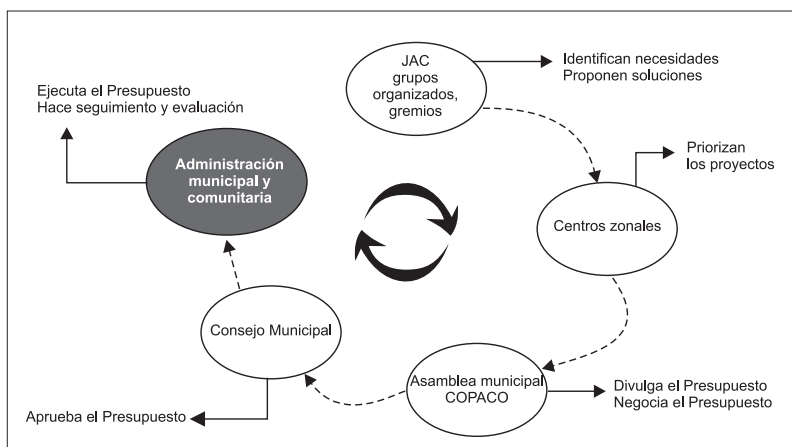 JAC
grupos
organizados,
gremios
Identifican necesidades
Proponen soluciones
Ejecuta el Presupuesto
Hace seguimiento y evaluación
Administración
municipal y
comunitaria
Priorizan
los proyectos
Centros zonales
Consejo Municipal
Asamblea municipal
COPACO
Divulga el Presupuesto
Negocia el Presupuesto
Aprueba el Presupuesto